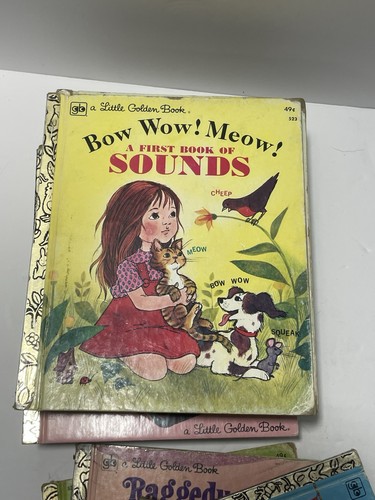 a Little Golden Book®
49¢
323
Bow Wow! Meow!
A FIRST BOOK OF
SOUNDS
CHEEP
MEOW
BOW WOW
SQUEAK
a Little Golden Book
a Little Golden Book
Raggedy